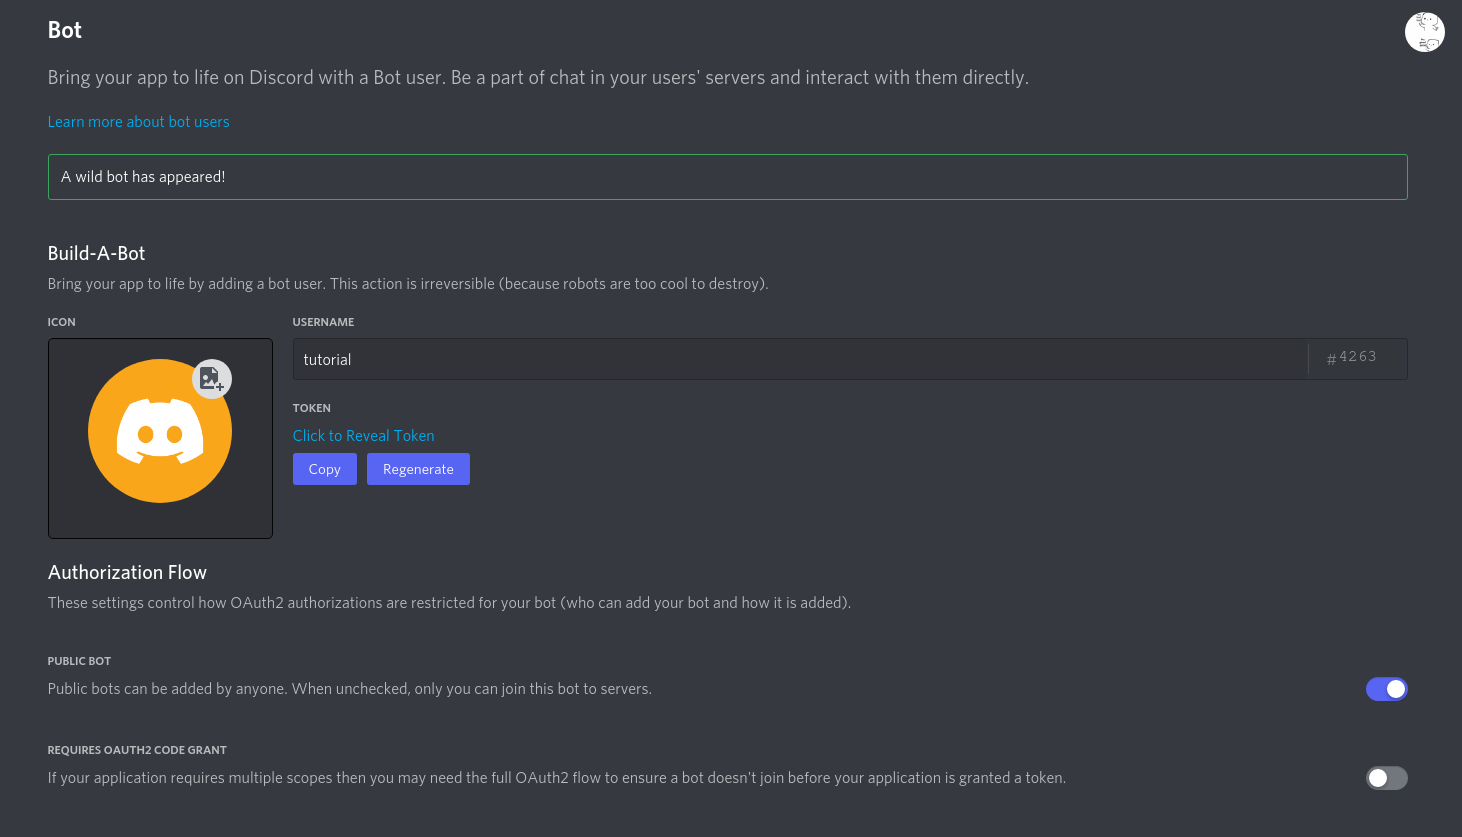 Bot
Bring your app to life on Discord with a Bot user. Be a part of chat in your users' servers and interact with them directly.
Learn more about bot users
A wild bot has appeared!
Build-A-Bot
Bring your app to life by adding a bot user. This action is irreversible (because robots are too cool to destroy).
ICON
USERNAME
tutorial
#4263
TOKEN
Click to Reveal Token
Copy Regenerate
Authorization Flow
These settings control how OAuth2 authorizations are restricted for your bot (who can add your bot and how it is added).
PUBLIC BOT
Public bots can be added by anyone. When unchecked, only you can join this bot to servers.
REQUIRES OAUTH2 CODE GRANT
If your application requires multiple scopes then you may need the full OAuth2 flow to ensure a bot doesn't join before your application is granted a token.